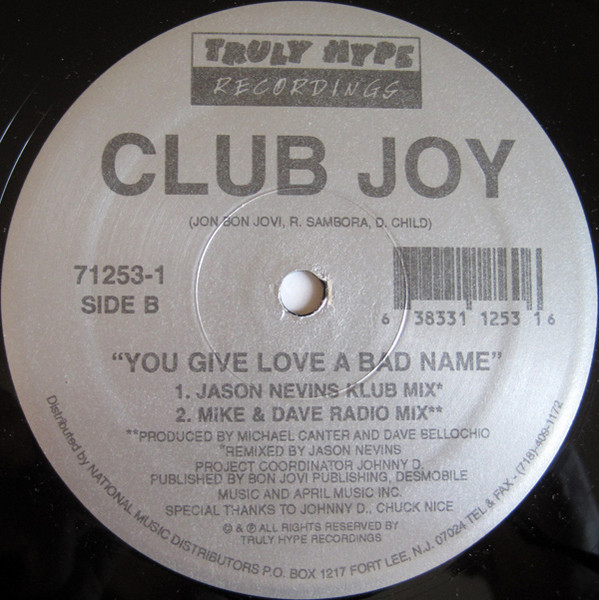 TRULY HYPE
RECORDINGS
CLUB JOY
(JON BON JOVI, R. SAMBORA, D. CHILD)
71253-1
SIDE B
6 38331 1253 1 6
"YOU GIVE LOVE A BAD NAME"
1. JASON NEVINS KLUB MIX*
2. MIKE & DAVE RADIO MIX**
**PRODUCED BY MICHAEL CANTER AND DAVE BELLOCHIO
*REMIXED BY JASON NEVINS
PROJECT COORDINATOR JOHNNY D.
PUBLISHED BY BON JOVI PUBLISHING, DESMOBILE
MUSIC AND APRIL MUSIC INC.
SPECIAL THANKS TO JOHNNY D., CHUCK NICE
© & ℗ ALL RIGHTS RESERVED BY
TRULY HYPE RECORDINGS
Distributed by NATIONAL MUSIC DISTRIBUTORS P.O. BOX 1217 FORT LEE, N.J. 07024 TEL & FAX - (718)-409-1172